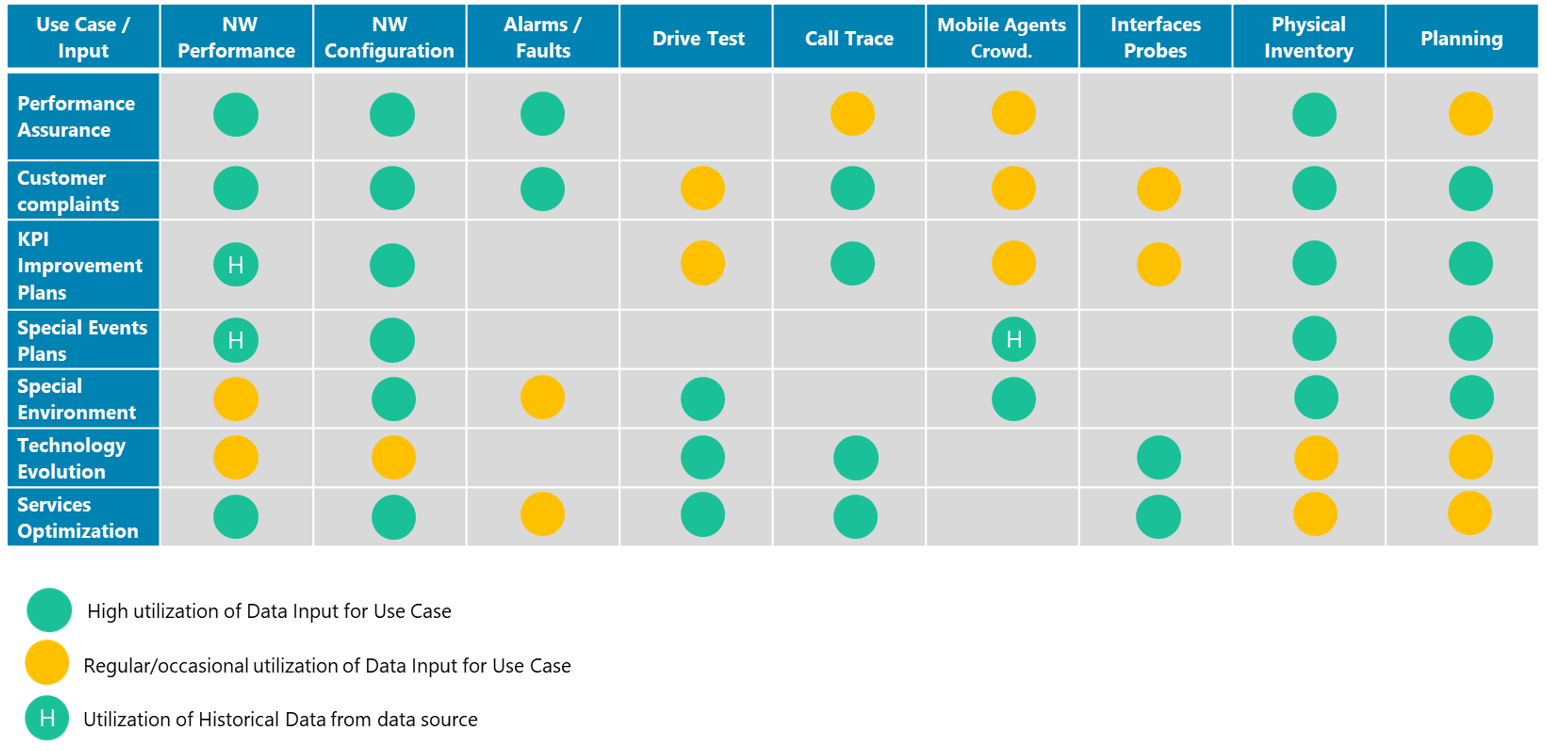 Use Case /
Input
NW
Performance
NW
Configuration
Alarms /
Faults
Drive Test
Call Trace
Mobile Agents
Crowd.
Interfaces
Probes
Physical
Inventory
Planning
Performance
Assurance
Customer
complaints
KPI
Improvement
Plans
H
Special Events
Plans
H
H
Special
Environment
Technology
Evolution
Services
Optimization
High utilization of Data Input for Use Case
Regular/occasional utilization of Data Input for Use Case
H
Utilization of Historical Data from data source